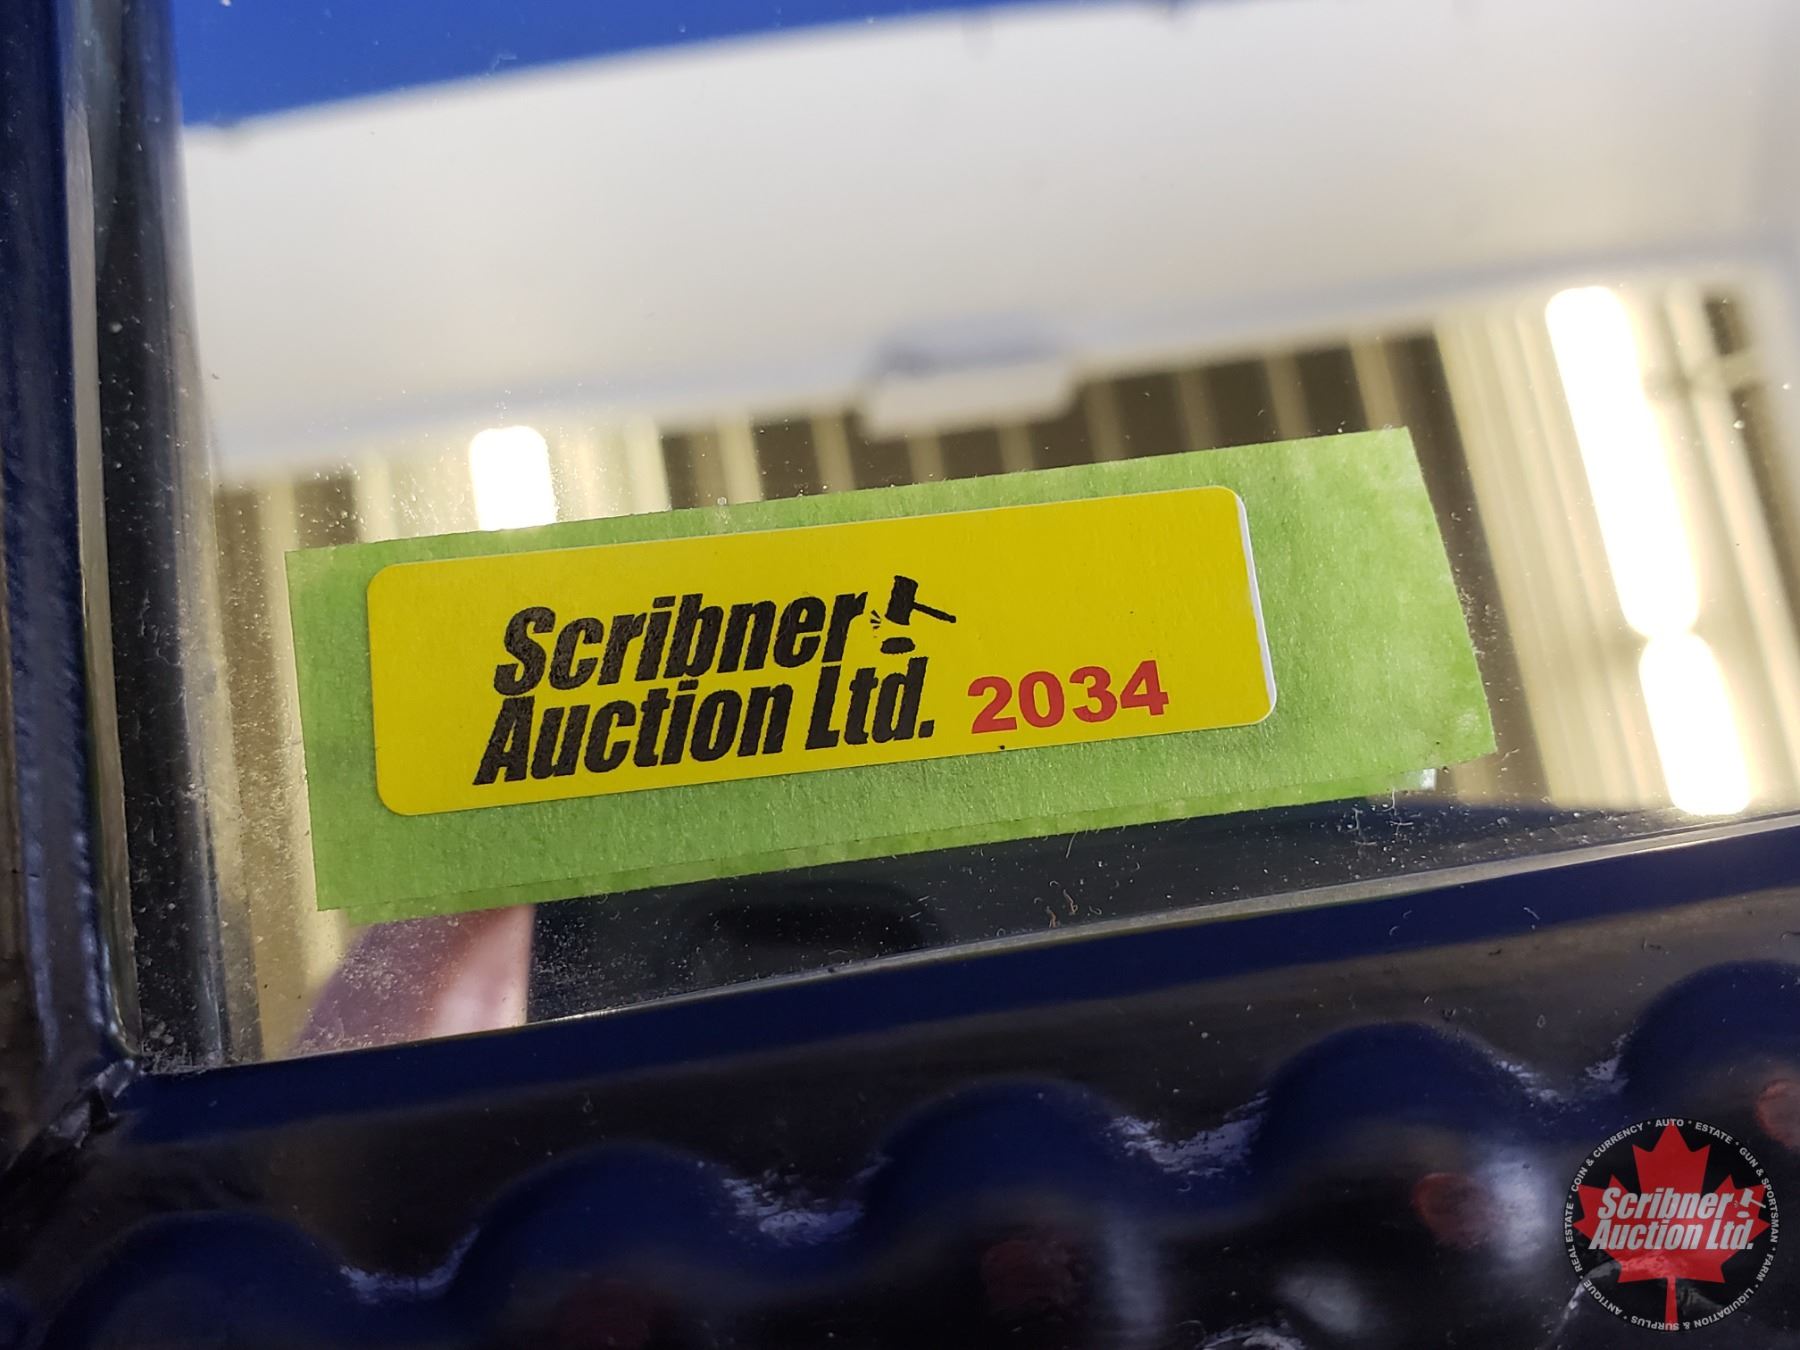 Scribner
Auction Ltd. 2034
COIN & CURRENCY * AUTO * ESTATE * GUN & SPORTSMAN * FARM * LIQUIDATION & SURPLUS * ANTIQUE * REAL ESTATE *
Scribner
Auction Ltd.